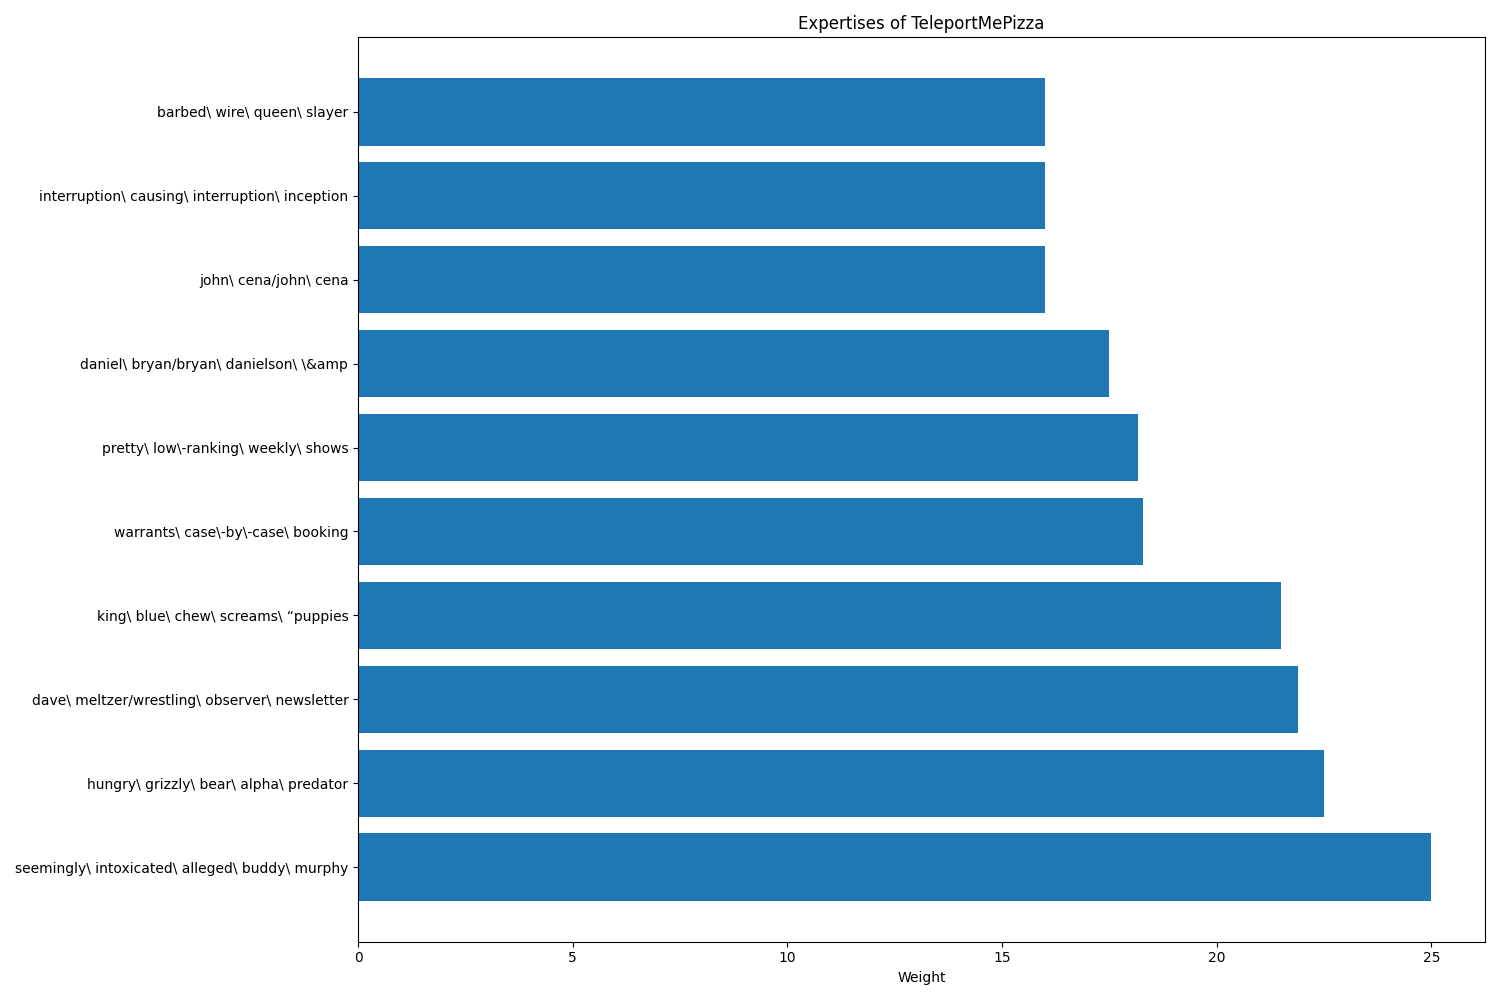 Expertises of TeleportMePizza
barbed\ wire\ queen\ slayer
interruption\ causing\ interruption\ inception
john\ cena/john\ cena
daniel\ bryan/bryan\ danielson\ \&amp
pretty\ low\-ranking\ weekly\ shows
warrants\ case\-by\-case\ booking
king\ blue\ chew\ screams\ “puppies
dave\ meltzer/wrestling\ observer\ newsletter
hungry\ grizzly\ bear\ alpha\ predator
seemingly\ intoxicated\ alleged\ buddy\ murphy
0 5 10 15 20 25
Weight